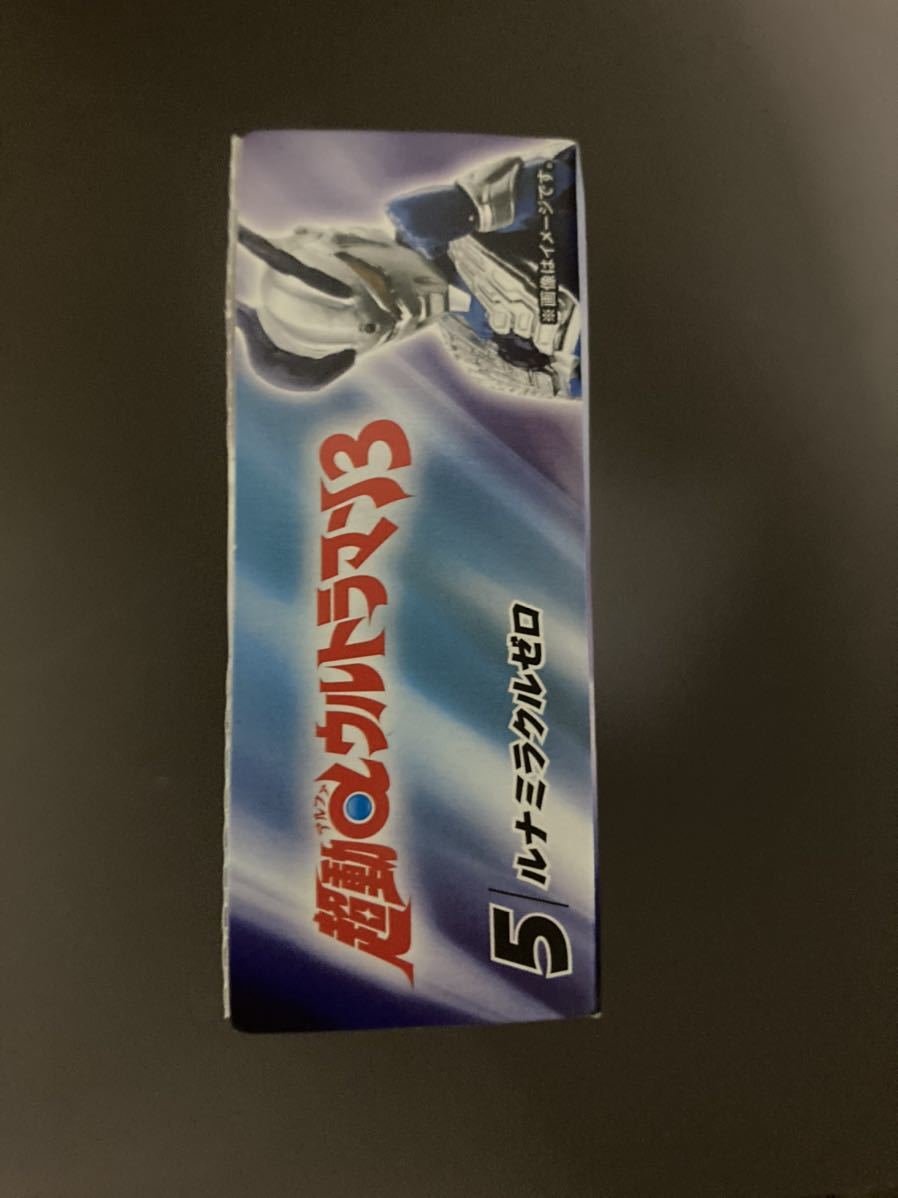 超動αウルトラマン3
アルファ
5 ルナミラクルゼロ
※画像はイメージです。